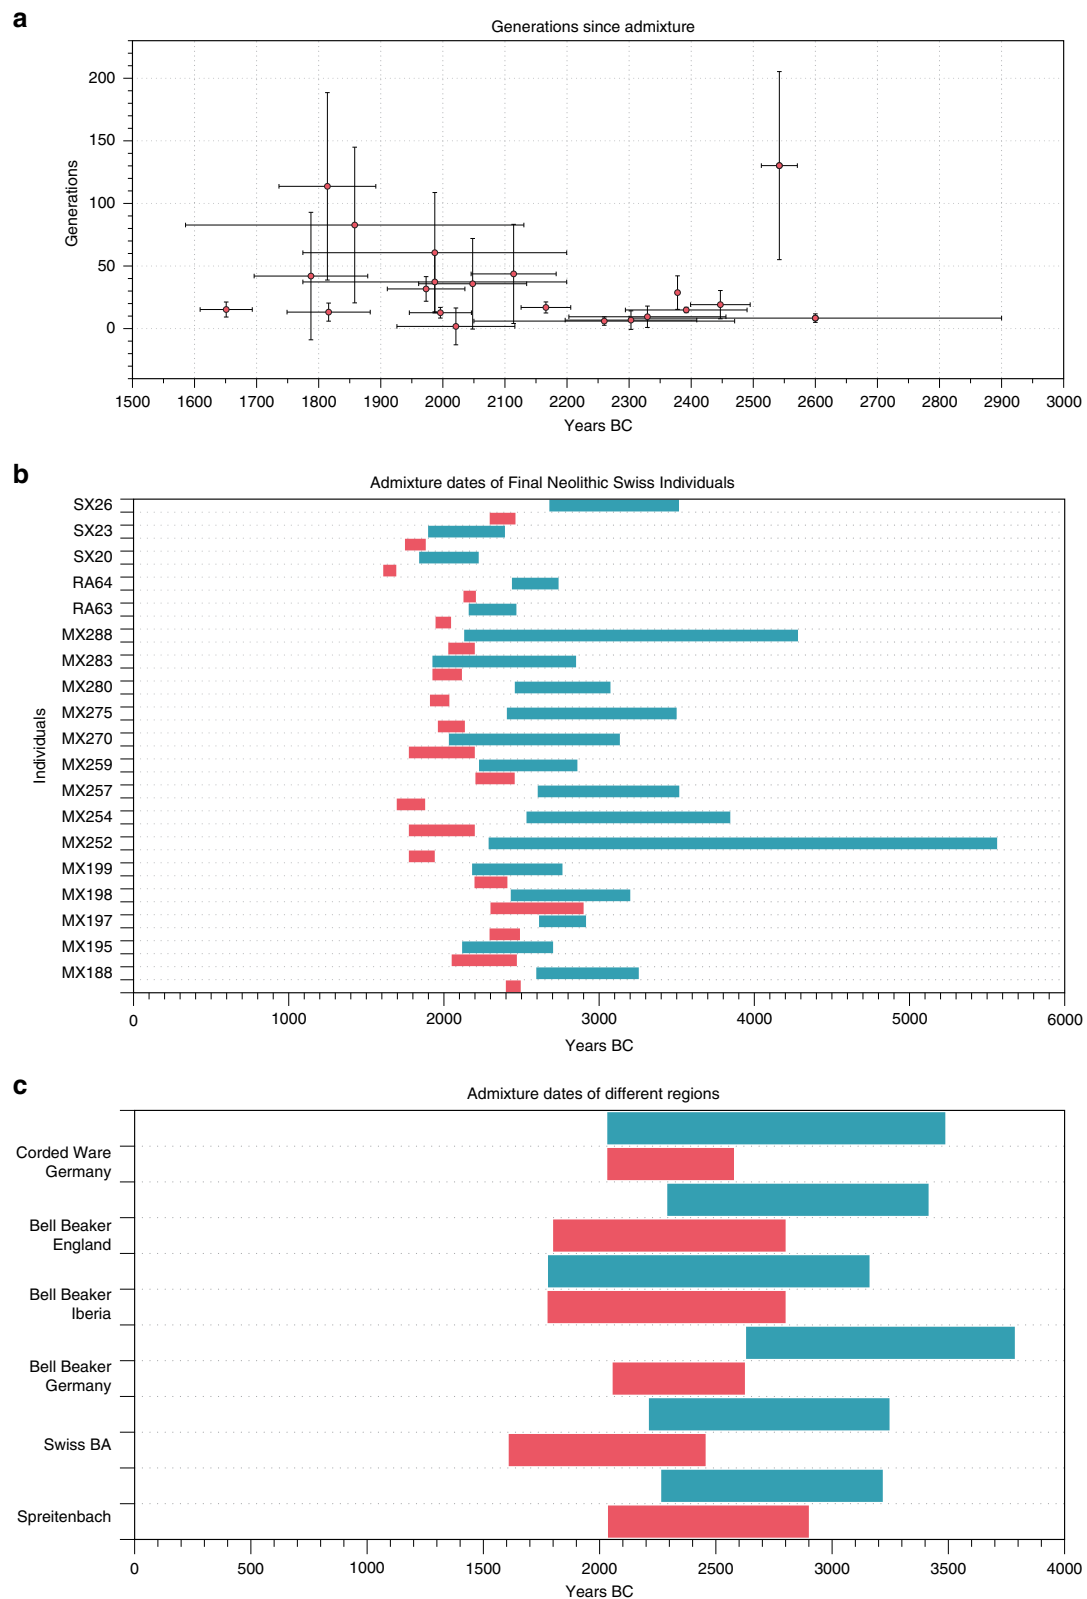 a
Generations since admixture
200
150
100
50
0
Generations
1500 1600 1700 1800 1900 2000 2100 2200 2300 2400 2500 2600 2700 2800 2900 3000
Years BC
b
Admixture dates of Final Neolithic Swiss Individuals
SX26
SX23
SX20
RA64
RA63
MX288
MX283
MX280
MX275
MX270
MX259
MX257
MX254
MX252
MX199
MX198
MX197
MX195
MX188
Individuals
0 1000 2000 3000 4000 5000 6000
Years BC
c
Admixture dates of different regions
Corded Ware
Germany
Bell Beaker
England
Bell Beaker
Iberia
Bell Beaker
Germany
Swiss BA
Spreitenbach
0 500 1000 1500 2000 2500 3000 3500 4000
Years BC